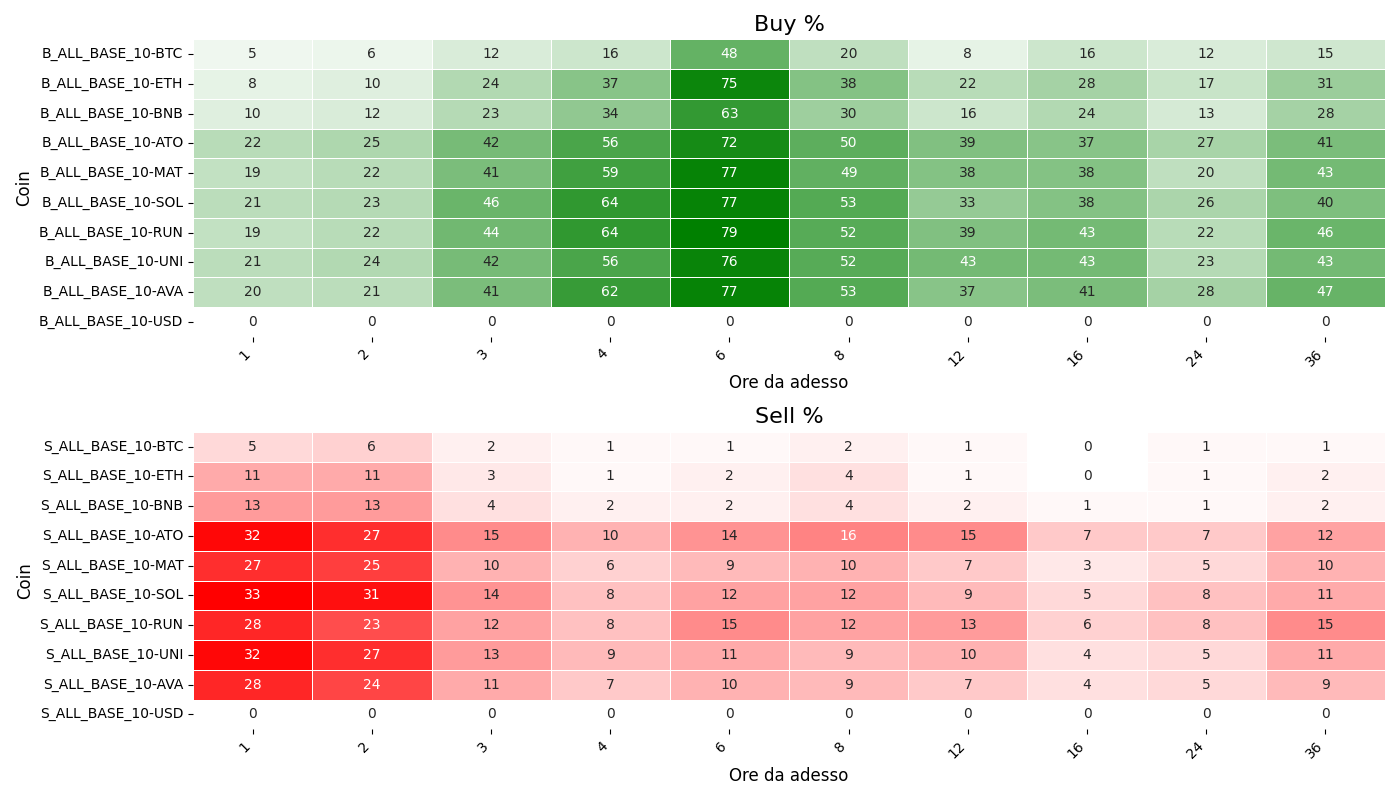 Buy %
Coin
B_ALL_BASE_10-BTC 5 6 12 16 48 20 8 16 12 15
B_ALL_BASE_10-ETH 8 10 24 37 75 38 22 28 17 31
B_ALL_BASE_10-BNB 10 12 23 34 63 30 16 24 13 28
B_ALL_BASE_10-ATO 22 25 42 56 72 50 39 37 27 41
B_ALL_BASE_10-MAT 19 22 41 59 77 49 38 38 20 43
B_ALL_BASE_10-SOL 21 23 46 64 77 53 33 38 26 40
B_ALL_BASE_10-RUN 19 22 44 64 79 52 39 43 22 46
B_ALL_BASE_10-UNI 21 24 42 56 76 52 43 43 23 43
B_ALL_BASE_10-AVA 20 21 41 62 77 53 37 41 28 47
B_ALL_BASE_10-USD 0 0 0 0 0 0 0 0 0 0
1 2 3 4 6 8 12 16 24 36
Ore da adesso
Sell %
Coin
S_ALL_BASE_10-BTC 5 6 2 1 1 2 1 0 1 1
S_ALL_BASE_10-ETH 11 11 3 1 2 4 1 0 1 2
S_ALL_BASE_10-BNB 13 13 4 2 2 4 2 1 1 2
S_ALL_BASE_10-ATO 32 27 15 10 14 16 15 7 7 12
S_ALL_BASE_10-MAT 27 25 10 6 9 10 7 3 5 10
S_ALL_BASE_10-SOL 33 31 14 8 12 12 9 5 8 11
S_ALL_BASE_10-RUN 28 23 12 8 15 12 13 6 8 15
S_ALL_BASE_10-UNI 32 27 13 9 11 9 10 4 5 11
S_ALL_BASE_10-AVA 28 24 11 7 10 9 7 4 5 9
S_ALL_BASE_10-USD 0 0 0 0 0 0 0 0 0 0
1 2 3 4 6 8 12 16 24 36
Ore da adesso